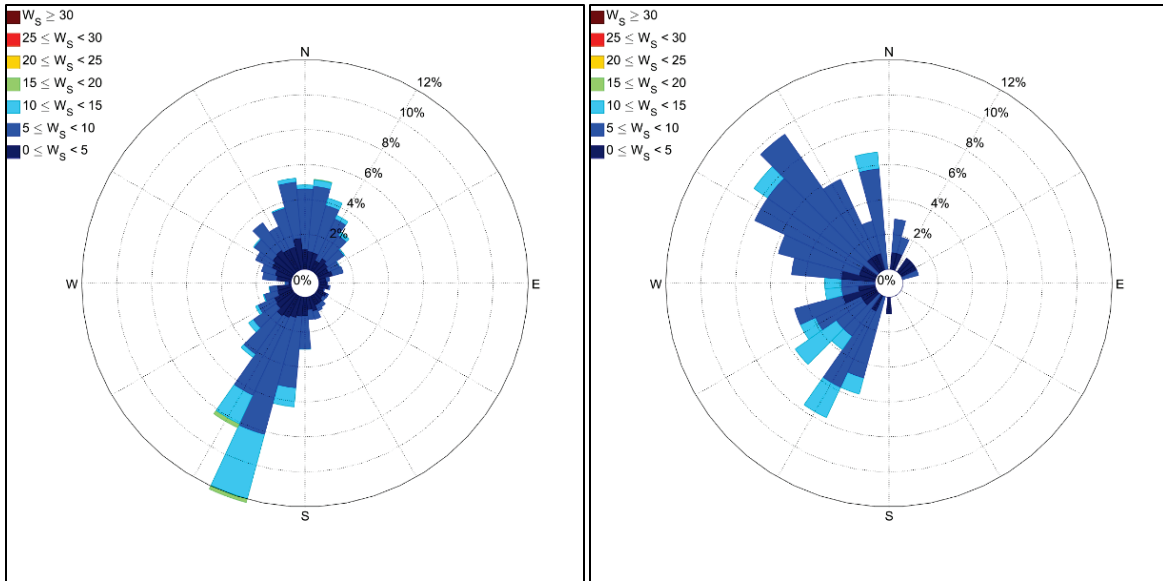 W_S ≥ 30
25 ≤ W_S < 30
20 ≤ W_S < 25
15 ≤ W_S < 20
10 ≤ W_S < 15
5 ≤ W_S < 10
0 ≤ W_S < 5
N
12%
10%
8%
6%
4%
2%
0%
W
E
S
W_S ≥ 30
25 ≤ W_S < 30
20 ≤ W_S < 25
15 ≤ W_S < 20
10 ≤ W_S < 15
5 ≤ W_S < 10
0 ≤ W_S < 5
N
12%
10%
8%
6%
4%
2%
0%
W
E
S